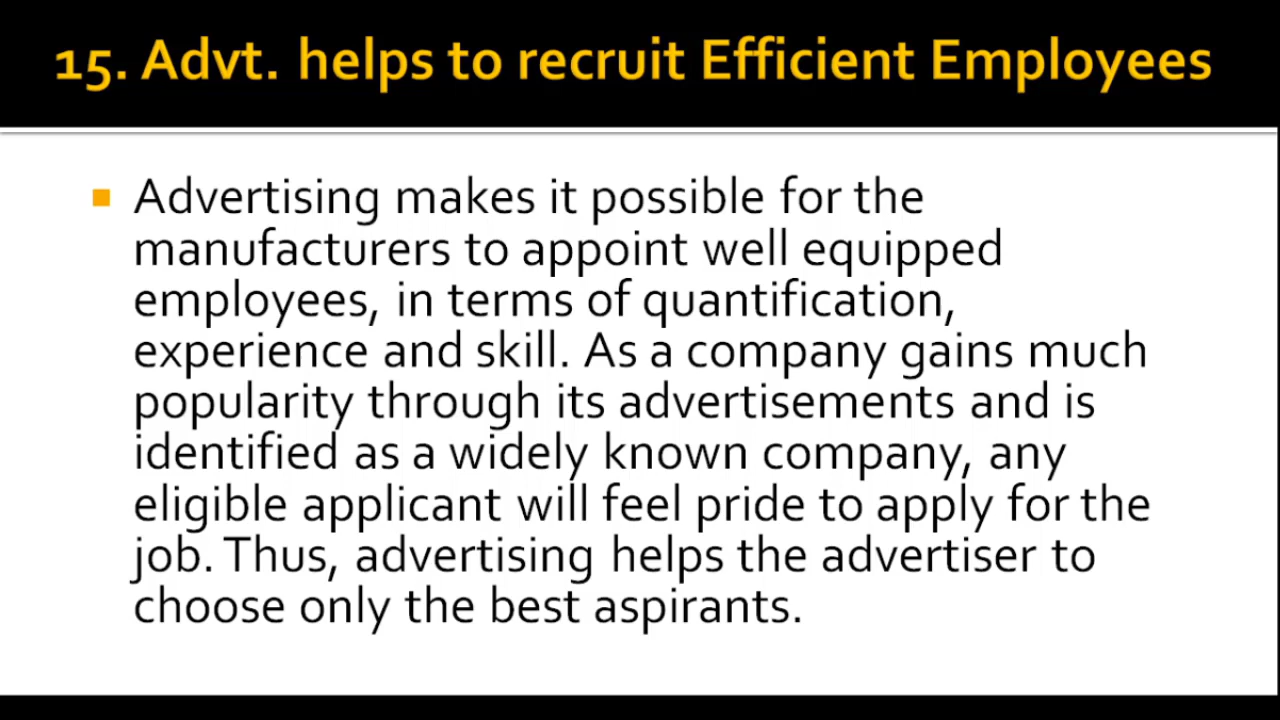 15. Advt. helps to recruit Efficient Employees
Advertising makes it possible for the
manufacturers to appoint well equipped
employees, in terms of quantification,
experience and skill. As a company gains much
popularity through its advertisements and is
identified as a widely known company, any
eligible applicant will feel pride to apply for the
job. Thus, advertising helps the advertiser to
choose only the best aspirants.